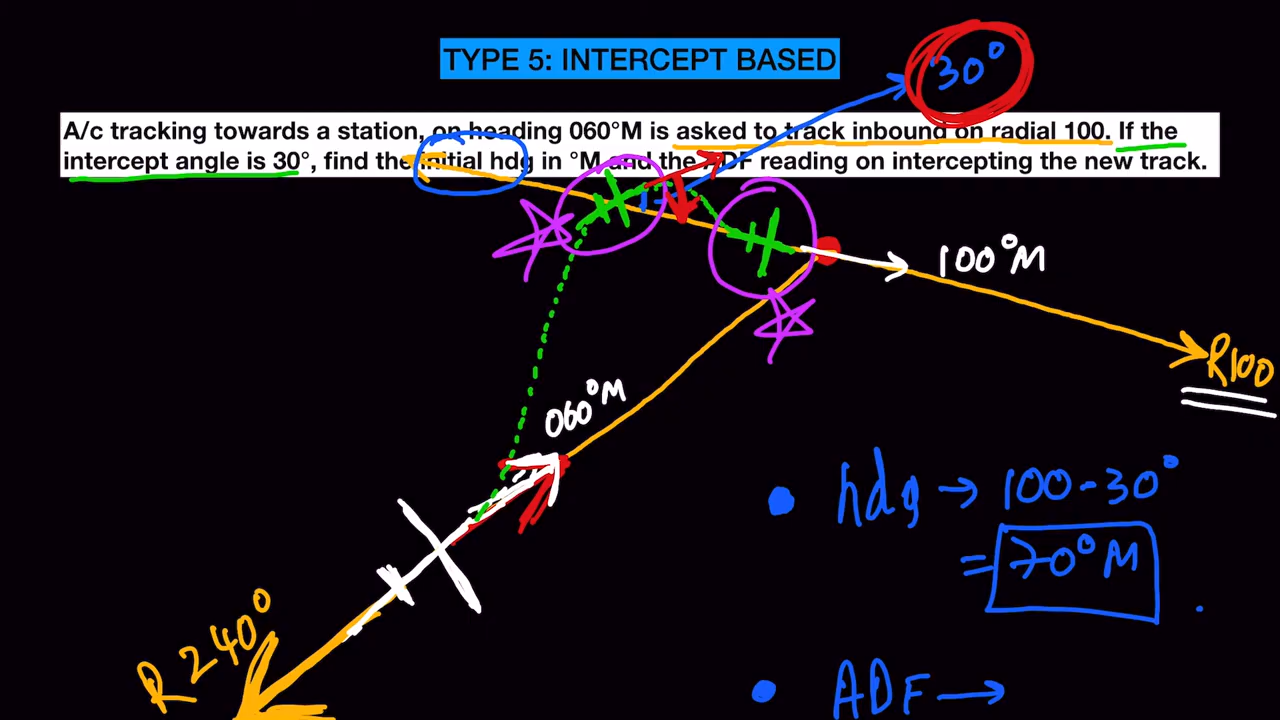 TYPE 5: INTERCEPT BASED
30°
A/c tracking towards a station, on heading 060°M is asked to track inbound on radial 100. If the
intercept angle is 30°, find the initial hdg in °M and the ADF reading on intercepting the new track.
100°M
R100
060°M
hdg → 100-30°
= 70°M
R240°
ADF →